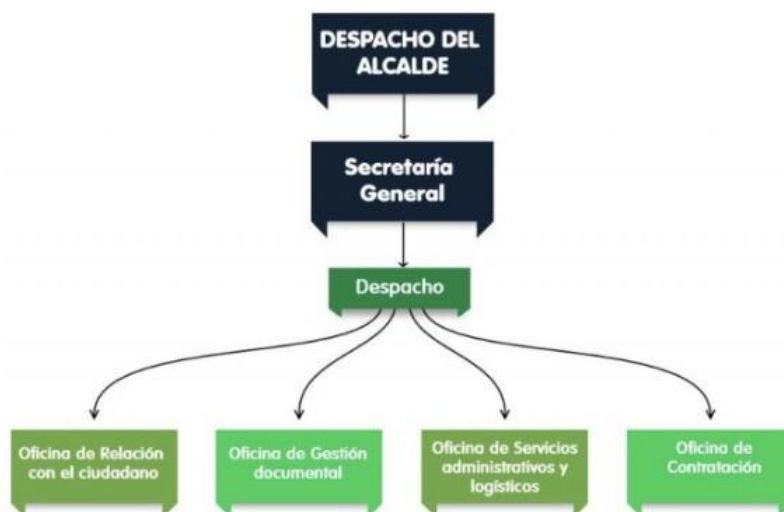 DESPACHO DEL
ALCALDE
Secretaría
General
Despacho
Oficina de Relación
con el ciudadano
Oficina de Gestión
documental
Oficina de Servicios
administrativos y
logísticos
Oficina de
Contratación